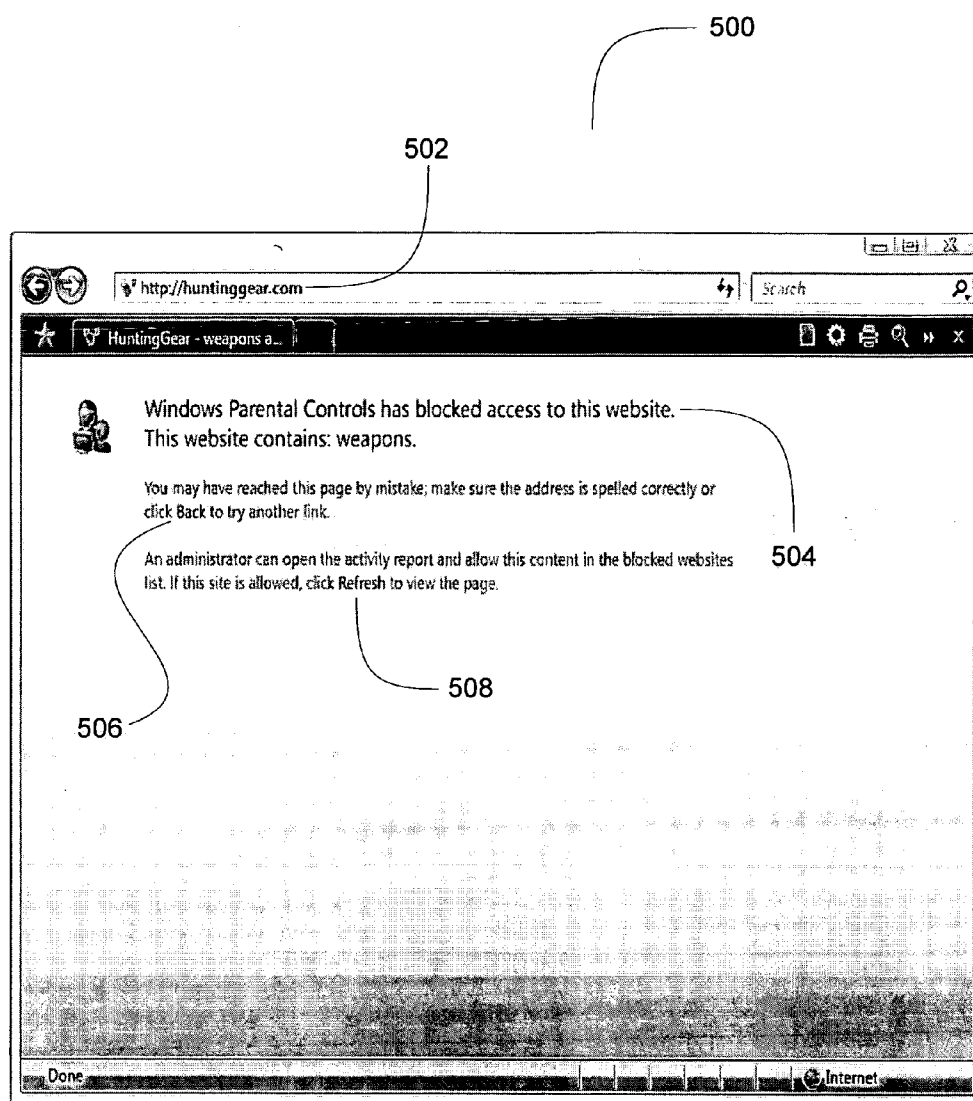 500
502
http://huntinggear.com
Search
HuntingGear - weapons a...
Windows Parental Controls has blocked access to this website.
This website contains: weapons.
You may have reached this page by mistake; make sure the address is spelled correctly or
click Back to try another link.
An administrator can open the activity report and allow this content in the blocked websites
list. If this site is allowed, click Refresh to view the page.
504
508
506
Done
Internet